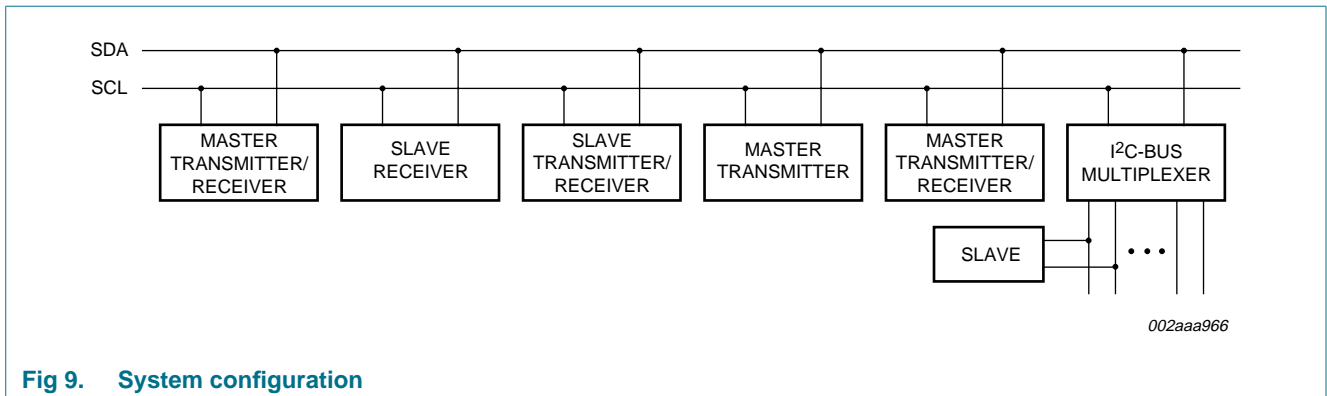 SDA
SCL
MASTER
TRANSMITTER/
RECEIVER
SLAVE
RECEIVER
SLAVE
TRANSMITTER/
RECEIVER
MASTER
TRANSMITTER
MASTER
TRANSMITTER/
RECEIVER
I²C-BUS
MULTIPLEXER
SLAVE
002aaa966
Fig 9. System configuration